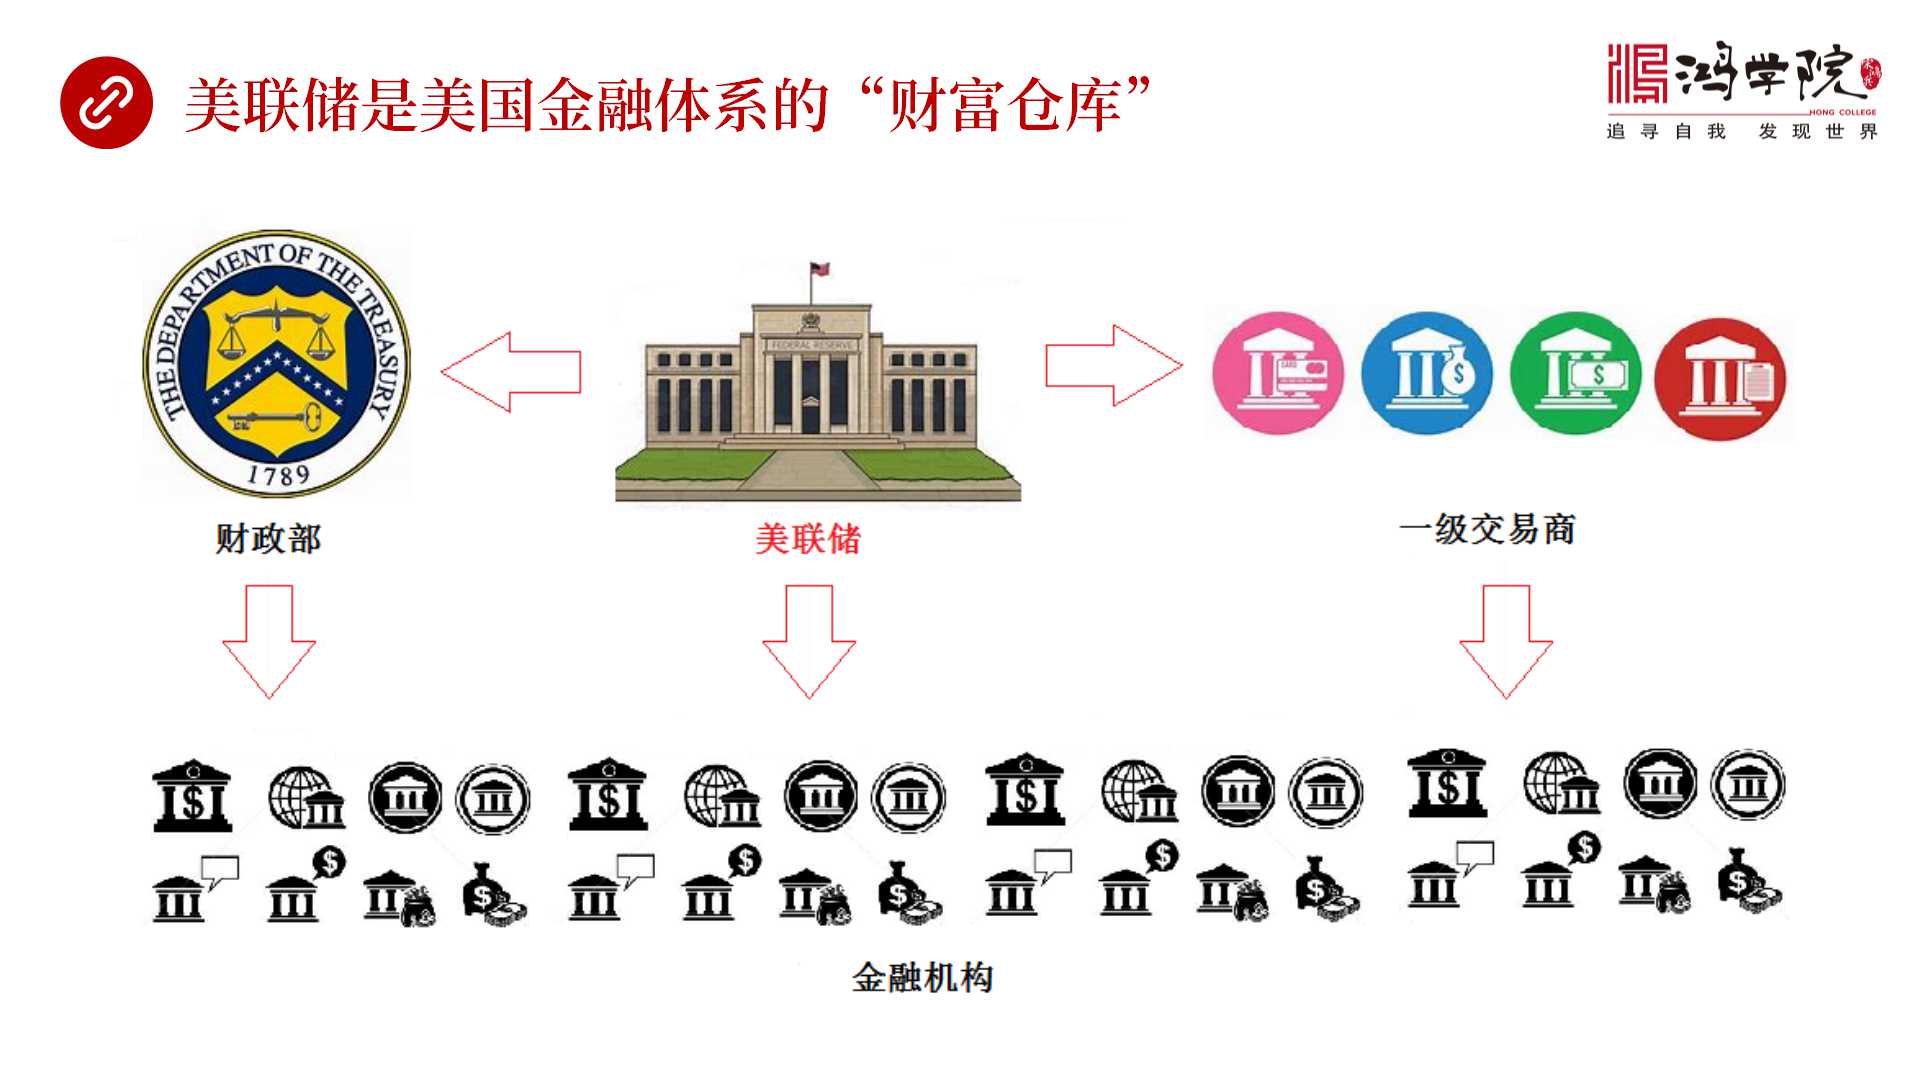 美联储是美国金融体系的“财富仓库”
鸿学院
HONG COLLEGE
追寻自我 发现世界
THE DEPARTMENT OF THE TREASURY
1789
FEDERAL RESERVE
CARD
$
$
财政部
美联储
一级交易商
$
$
$
$
$
$
$
$
$
$
$
$
金融机构